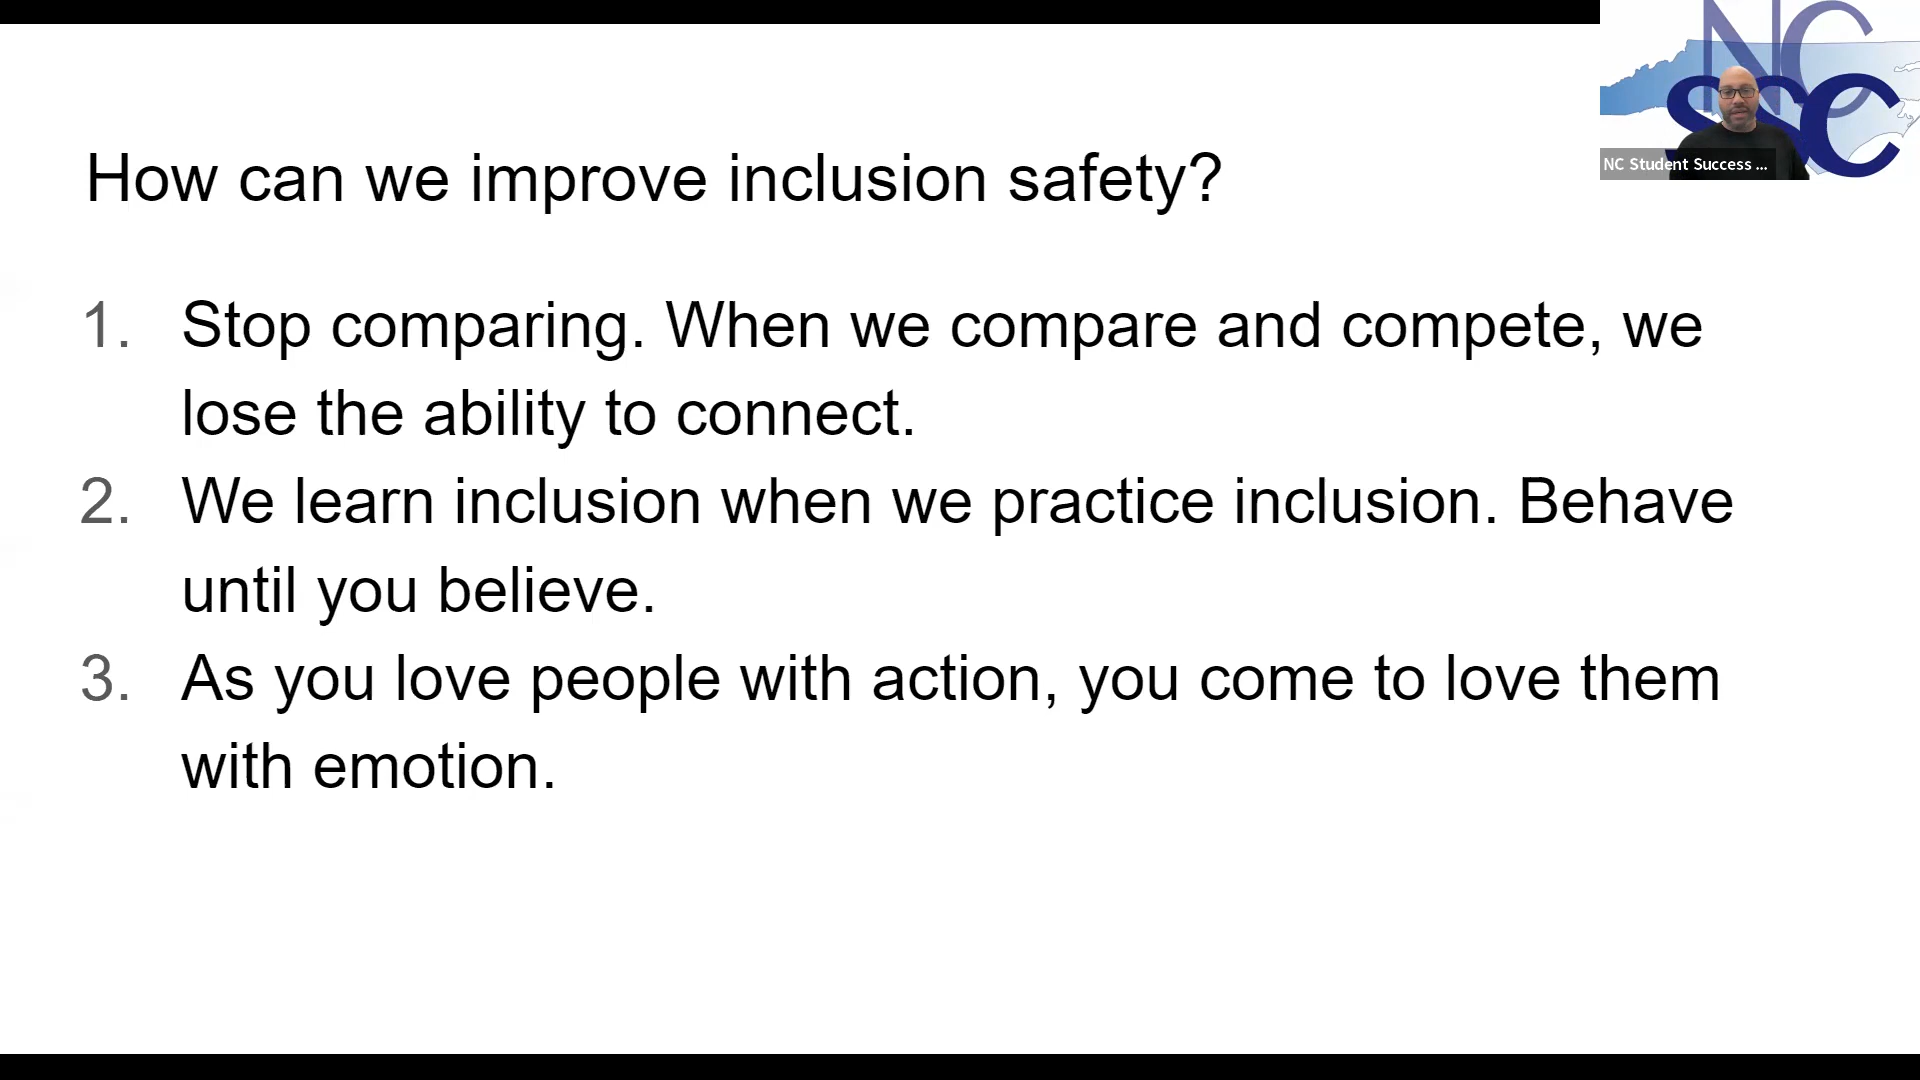 NC
SSC
NC Student Success ...
How can we improve inclusion safety?
1. Stop comparing. When we compare and compete, we
lose the ability to connect.
2. We learn inclusion when we practice inclusion. Behave
until you believe.
3. As you love people with action, you come to love them
with emotion.